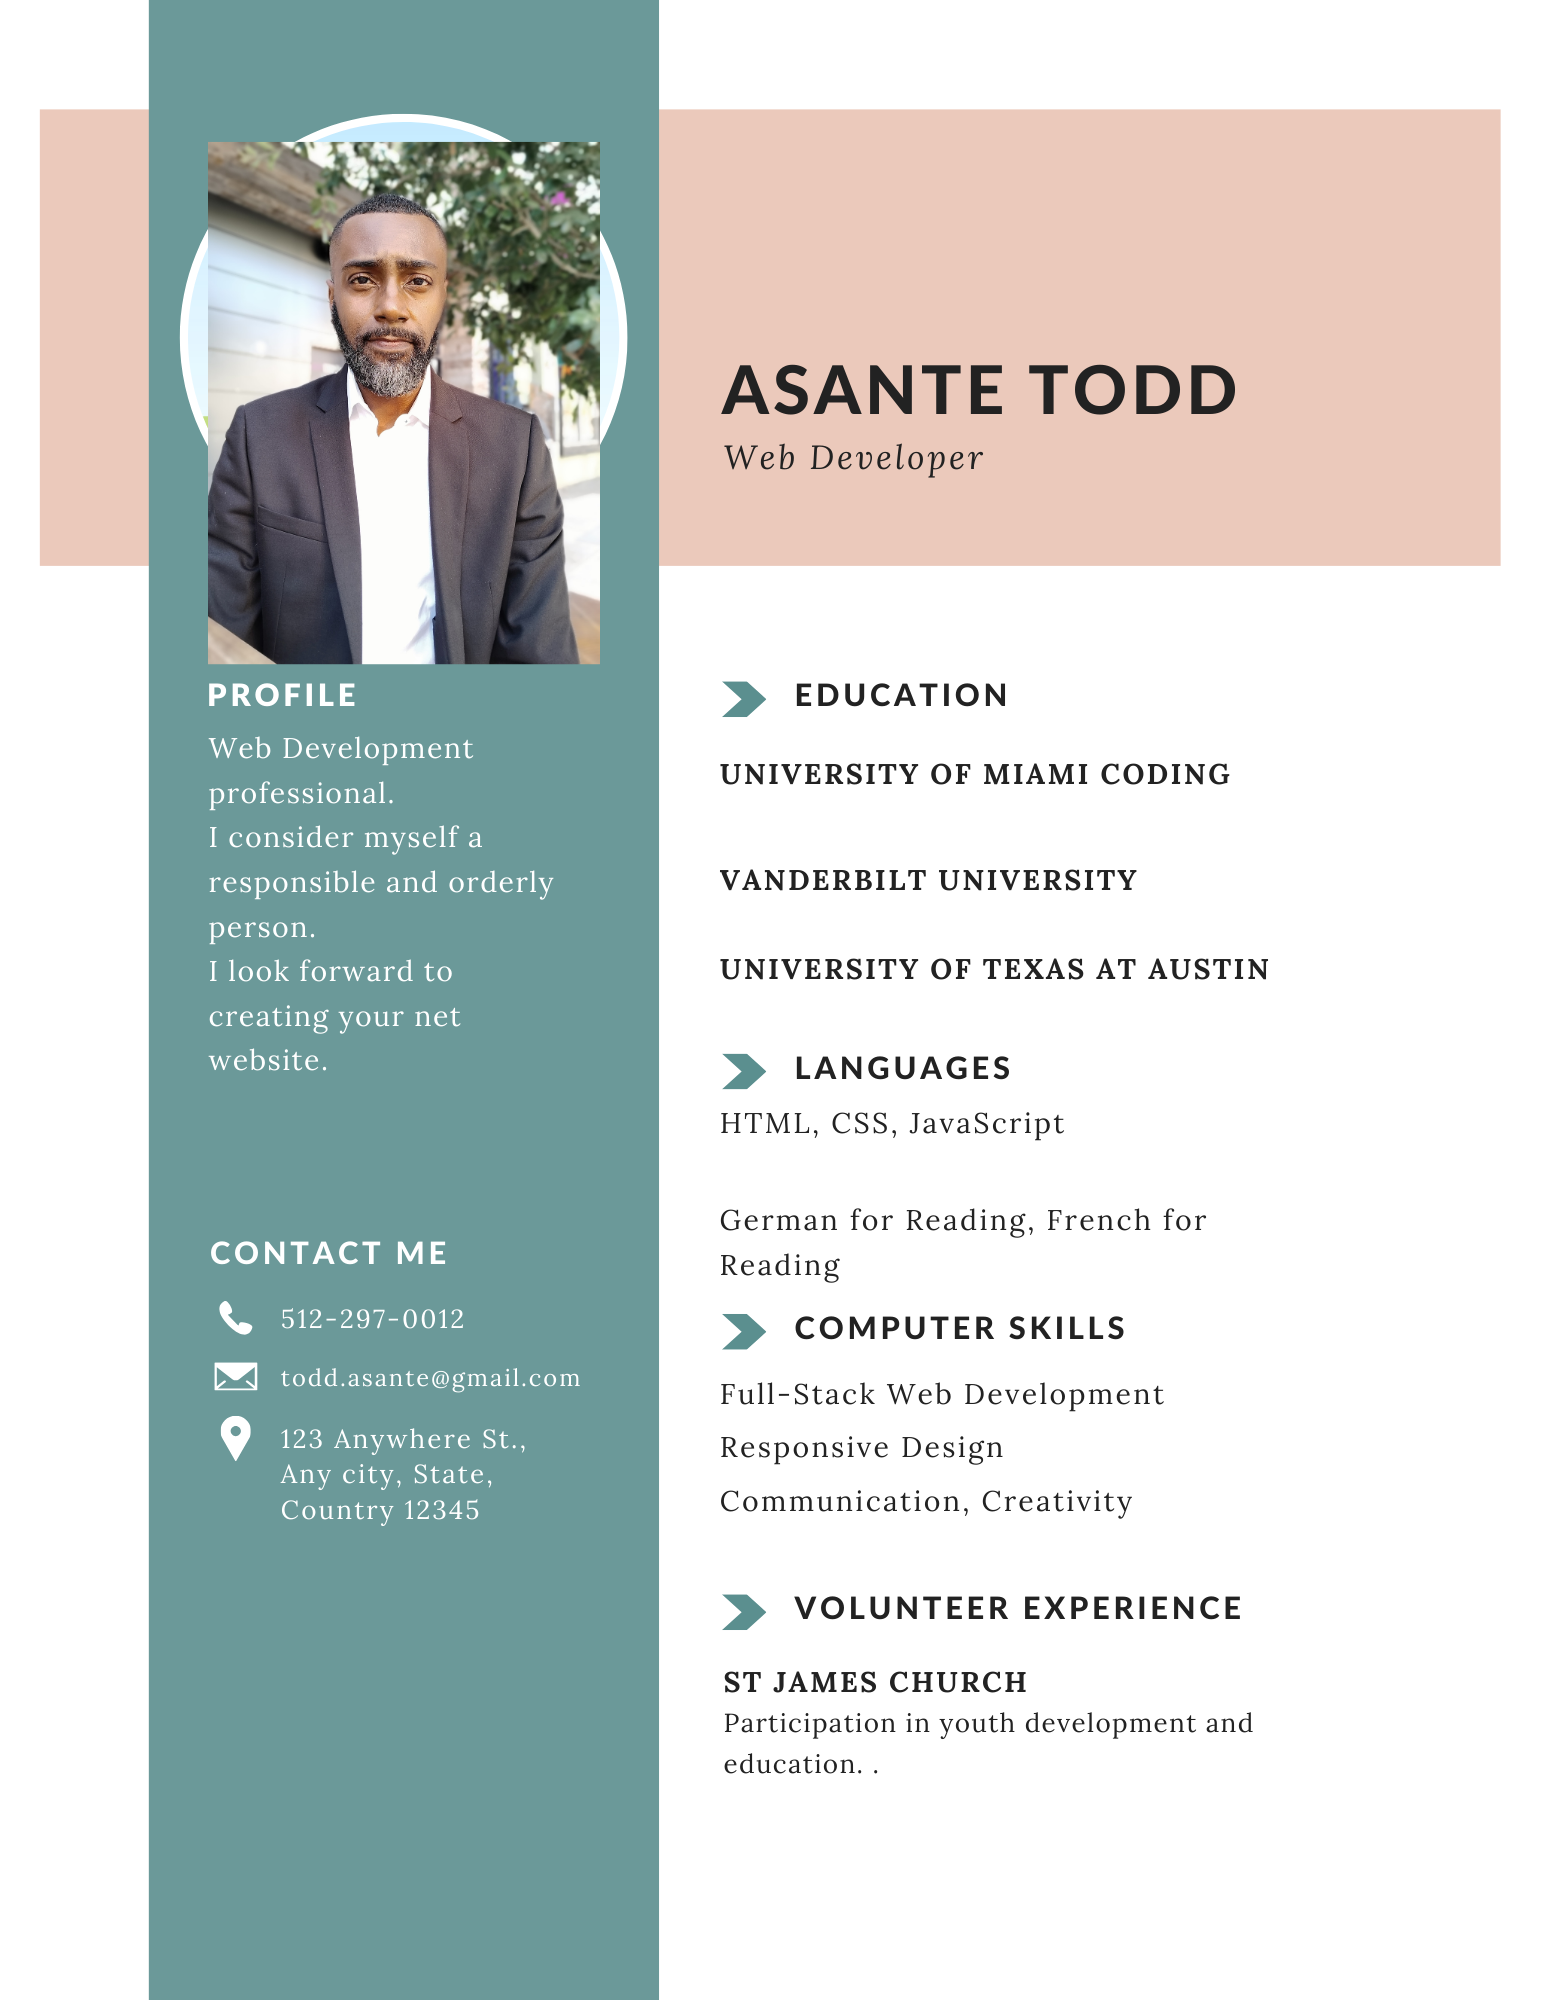 ASANTE TODD
Web Developer
PROFILE
Web Development
professional.
I consider myself a
responsible and orderly
person.
I look forward to
creating your net
website.
CONTACT ME
512-297-0012
todd.asante@gmail.com
123 Anywhere St.,
Any city, State,
Country 12345
EDUCATION
UNIVERSITY OF MIAMI CODING
VANDERBILT UNIVERSITY
UNIVERSITY OF TEXAS AT AUSTIN
LANGUAGES
HTML, CSS, JavaScript
German for Reading, French for
Reading
COMPUTER SKILLS
Full-Stack Web Development
Responsive Design
Communication, Creativity
VOLUNTEER EXPERIENCE
ST JAMES CHURCH
Participation in youth development and
education. .